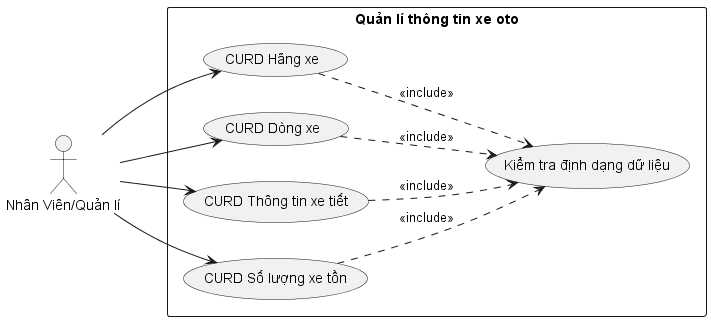 Quản lí thông tin xe oto
CURD Hãng xe
«include»
CURD Dòng xe
«include»
Kiểm tra định dạng dữ liệu
Nhân Viên/Quản lí
CURD Thông tin xe tiết
«include»
«include»
CURD Số lượng xe tồn